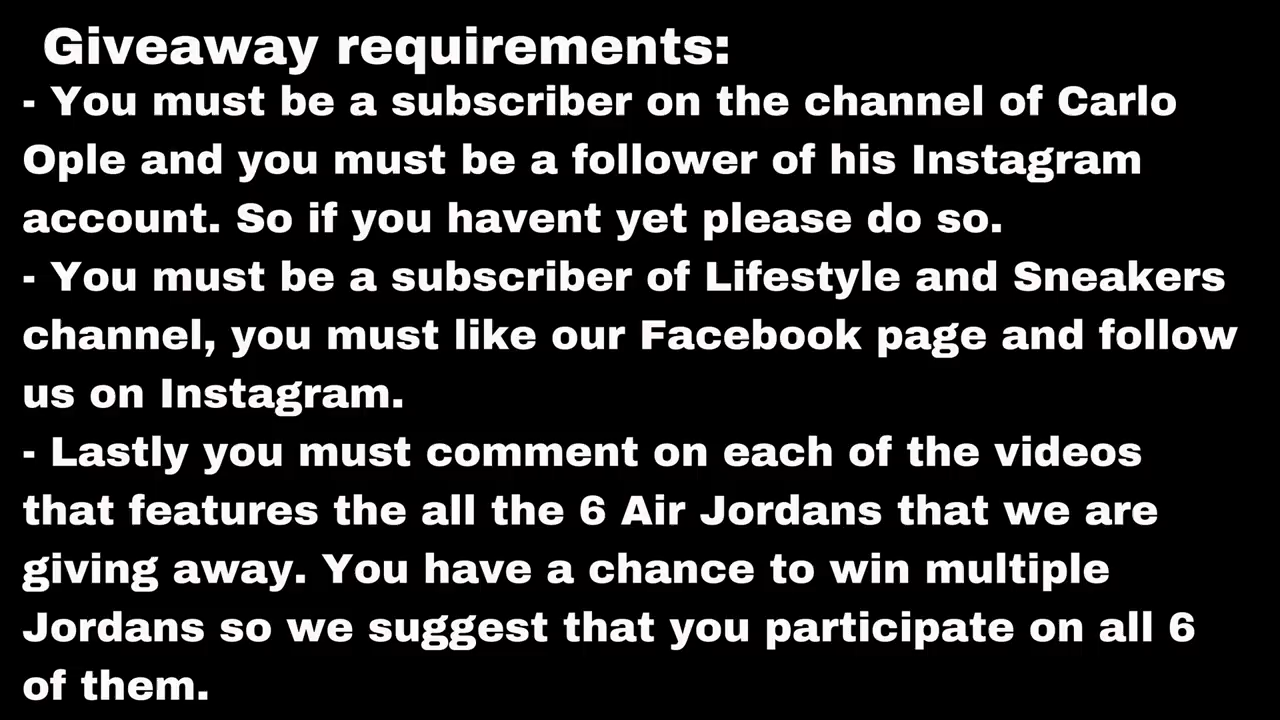 Giveaway requirements:
- You must be a subscriber on the channel of Carlo
Ople and you must be a follower of his Instagram
account. So if you havent yet please do so.
- You must be a subscriber of Lifestyle and Sneakers
channel, you must like our Facebook page and follow
us on Instagram.
- Lastly you must comment on each of the videos
that features the all the 6 Air Jordans that we are
giving away. You have a chance to win multiple
Jordans so we suggest that you participate on all 6
of them.